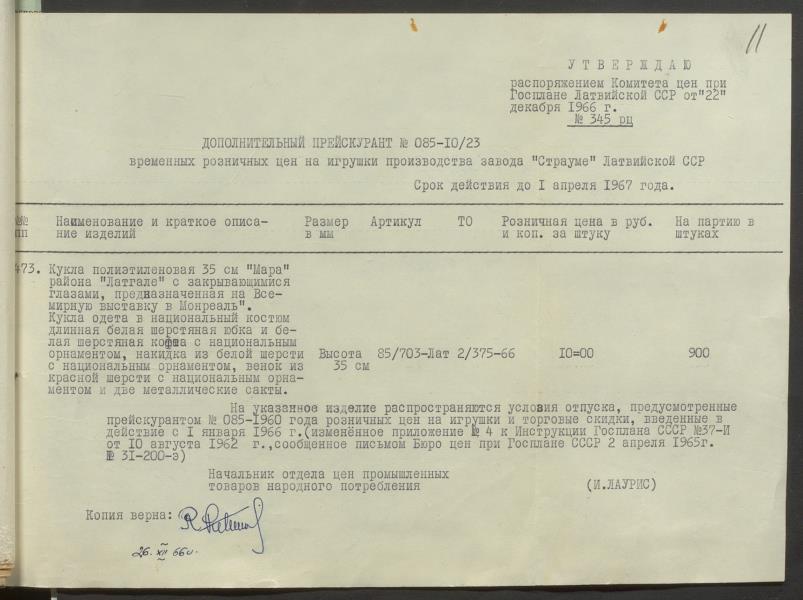 11
УТВЕРЖДАЮ
распоряжением Комитета цен при
Госплане Латвийской ССР от"22"
декабря 1966 г.
№ 345 рц
ДОПОЛНИТЕЛЬНЫЙ ПРЕЙСКУРАНТ № 085-10/23
временных розничных цен на игрушки производства завода "Страуме" Латвийской ССР
Срок действия до I апреля 1967 года.
№№ Наименование и краткое описа- Размер Артикул ТО Розничная цена в руб. На партию в
пп ние изделий в мм и коп. за штуку штуках
473. Кукла полиэтиленовая 35 см "Мара"
района "Латгале" с закрывающимися
глазами, предназначенная на Все-
мирную выставку в Монреаль".
Кукла одета в национальный костюм
длинная белая шерстяная юбка и бе-
лая шерстяная кофта с национальным
орнаментом, накидка из белой шерсти Высота 85/703-Лат 2/375-66 10=00 900
с национальным орнаментом, венок из 35 см
красной шерсти с национальным орна-
ментом и две металлические сакты.
На указанное изделие распространяются условия отпуска, предусмотренные
прейскурантом № 085-1960 года розничных цен на игрушки и торговые скидки, введенные в
действие с I января 1966 г.(изменённое приложение № 4 к Инструкции Госплана СССР №37-И
от 10 августа 1962 г.,сообщенное письмом Бюро цен при Госплане СССР 2 апреля 1965г.
№ 31-200-э)
Начальник отдела цен промышленных
товаров народного потребления (И.ЛАУРИС)
Копия верна:
26. XII 66г.